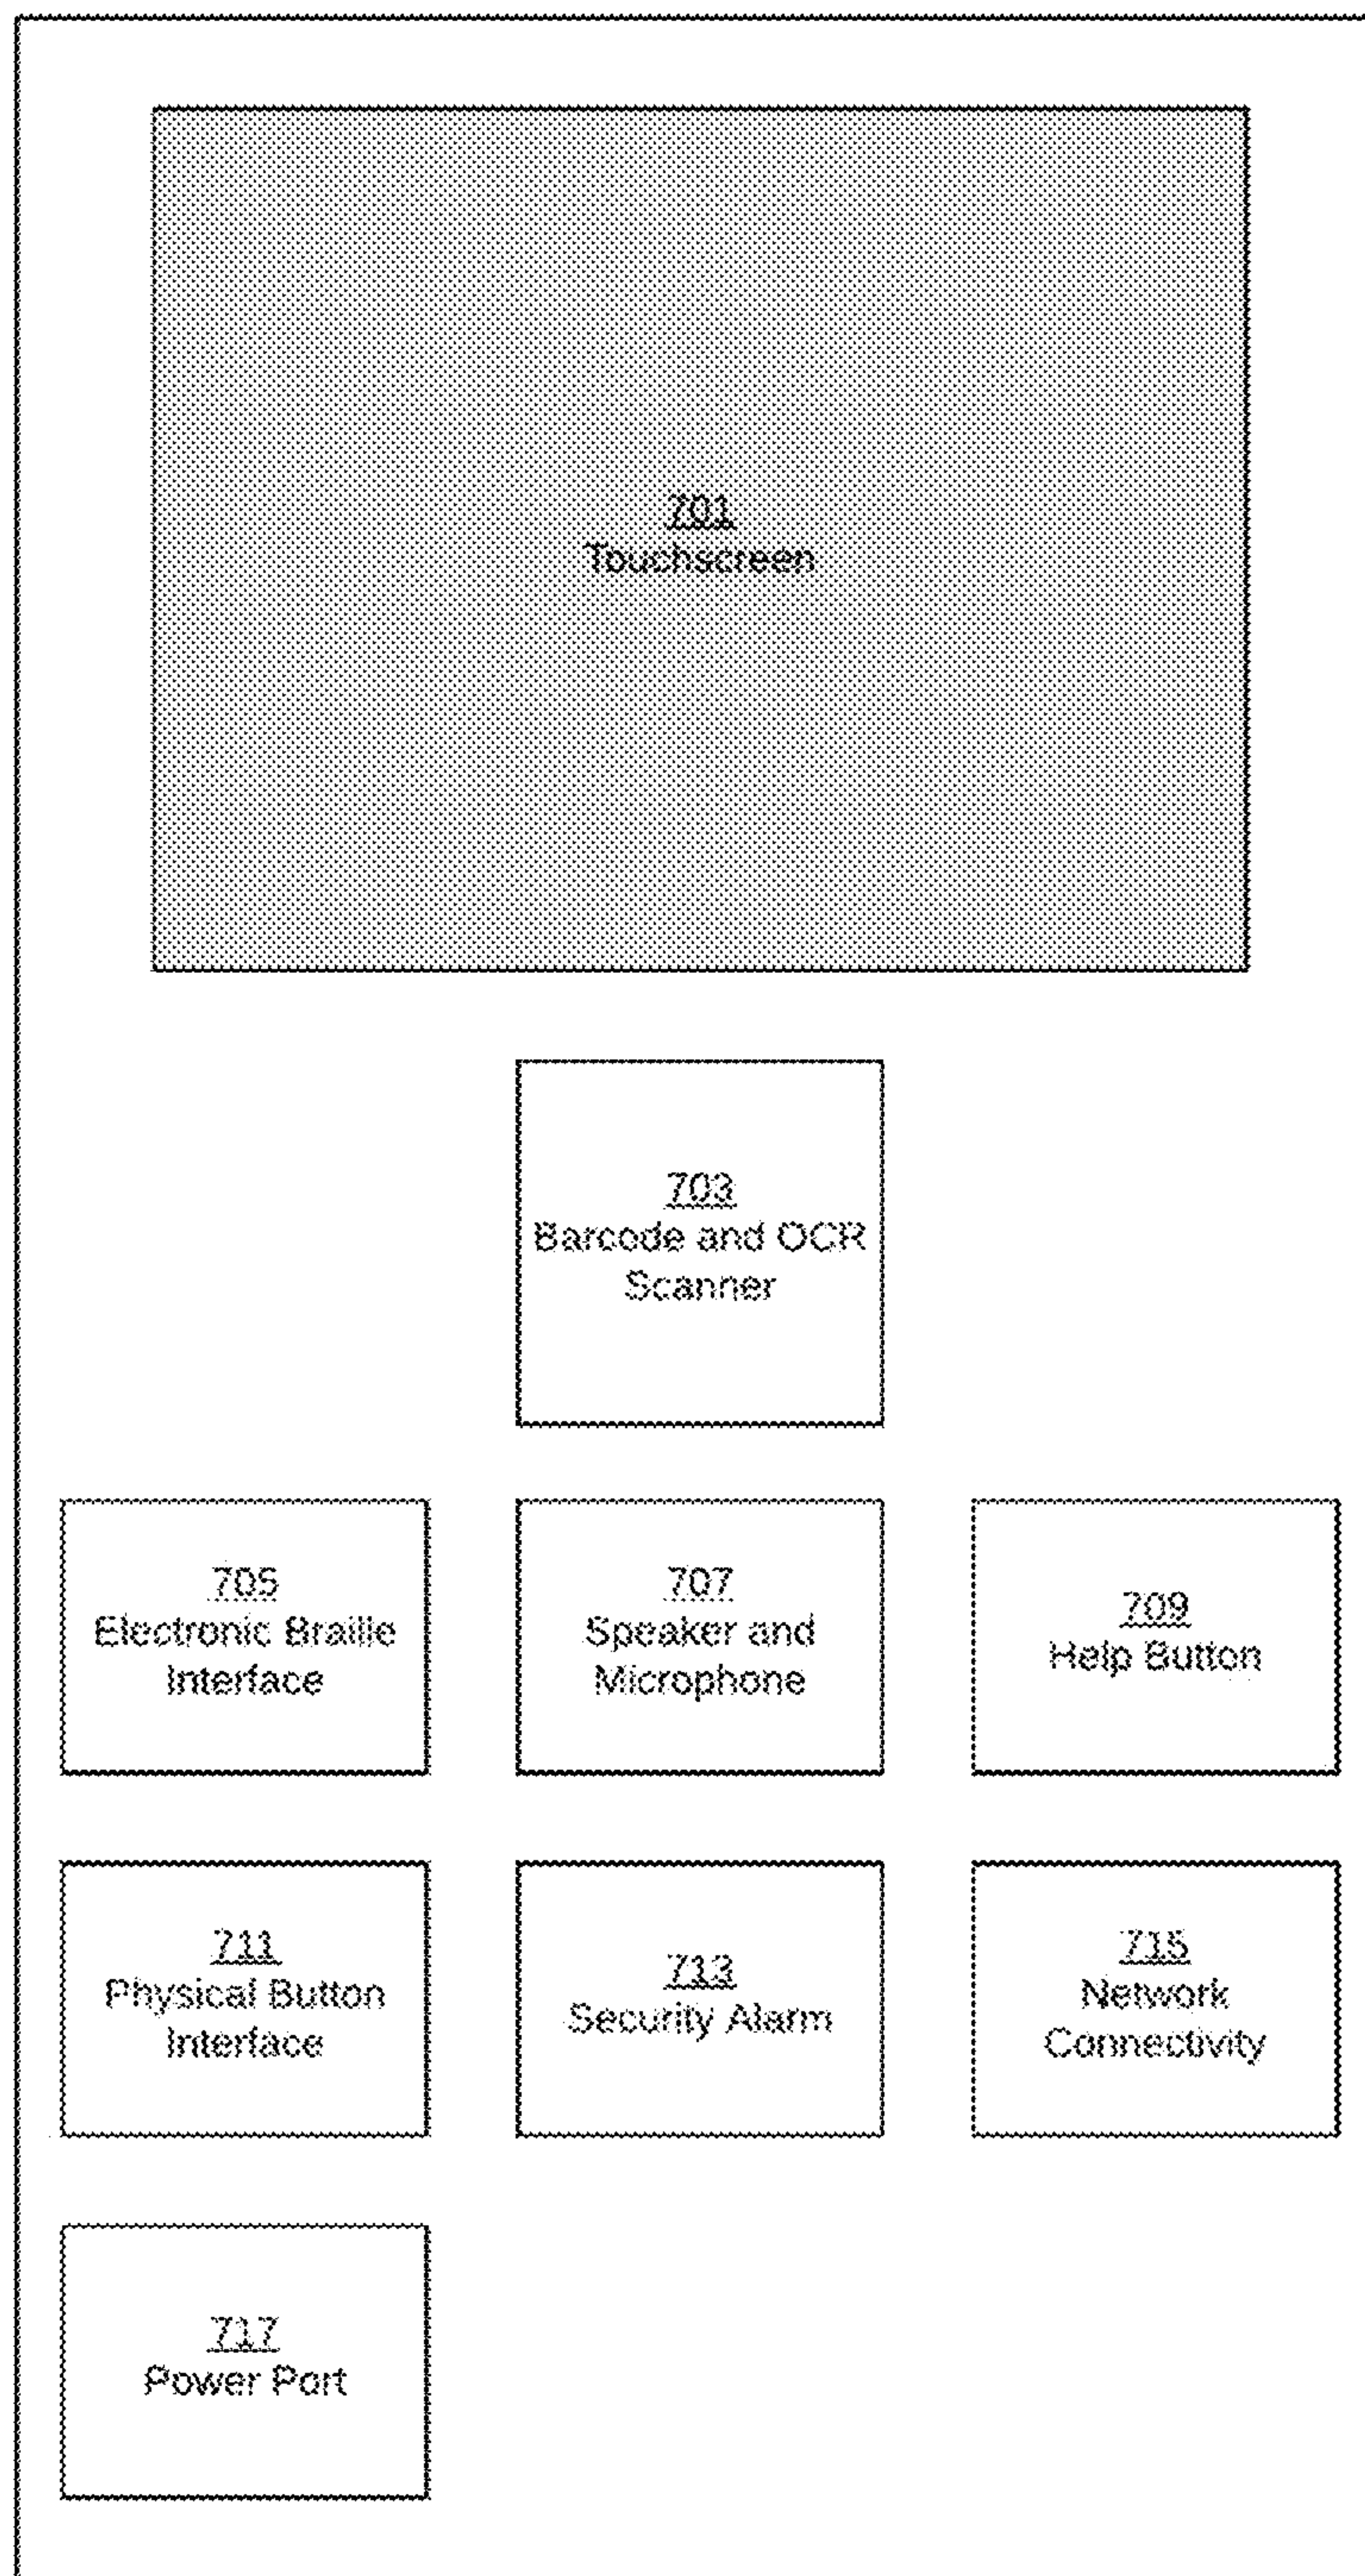 701
Touchscreen
703
Barcode and OCR
Scanner
705
Electronic Braille
Interface
707
Speaker and
Microphone
709
Help Button
711
Physical Button
Interface
713
Security Alarm
715
Network
Connectivity
717
Power Port